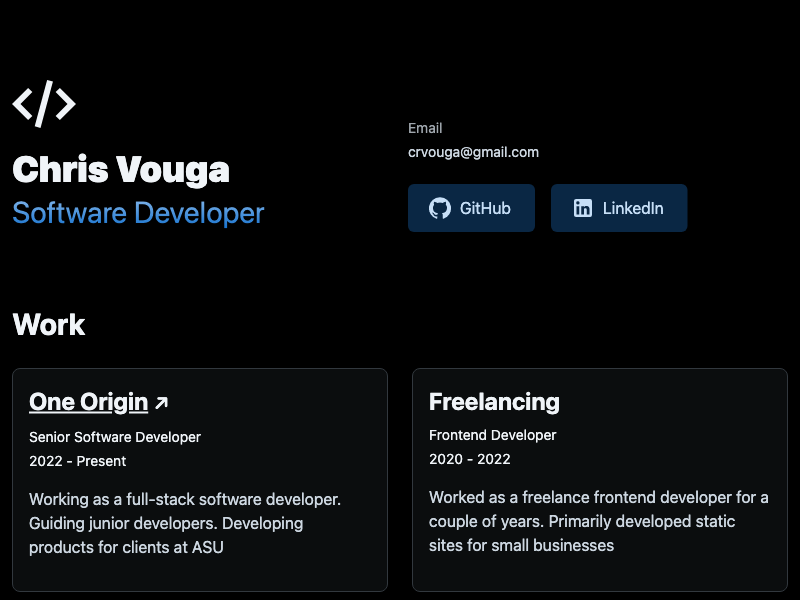 </>
Chris Vouga
Software Developer
Email
crvouga@gmail.com
GitHub
LinkedIn
Work
One Origin
Senior Software Developer
2022 - Present
Working as a full-stack software developer.
Guiding junior developers. Developing
products for clients at ASU
Freelancing
Frontend Developer
2020 - 2022
Worked as a freelance frontend developer for a
couple of years. Primarily developed static
sites for small businesses